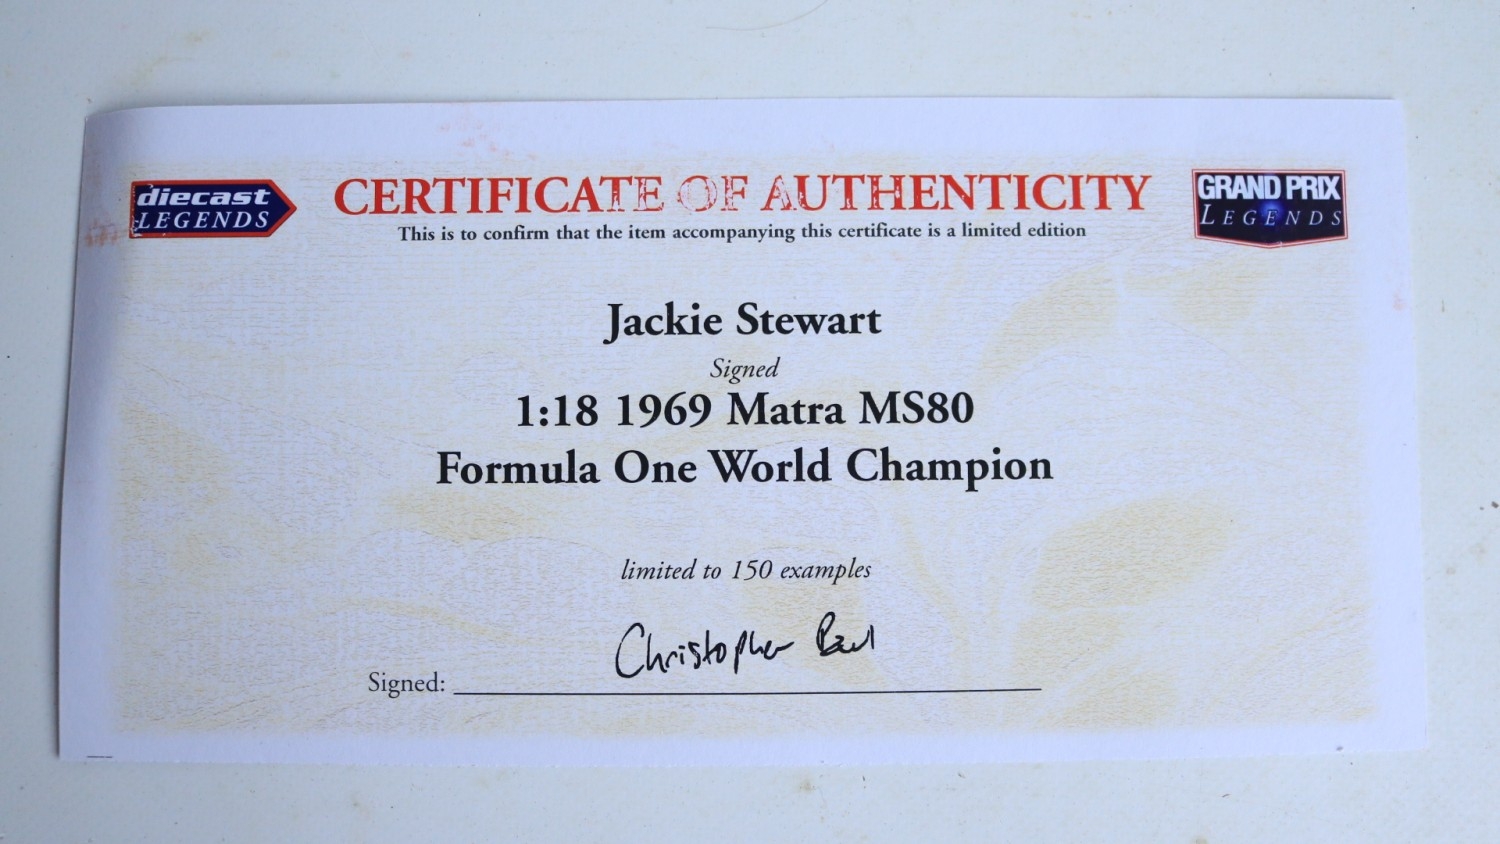 diecast
LEGENDS
CERTIFICATE OF AUTHENTICITY
This is to confirm that the item accompanying this certificate is a limited edition
GRAND PRIX
LEGENDS
Jackie Stewart
Signed
1:18 1969 Matra MS80
Formula One World Champion
limited to 150 examples
Christopher
Signed: